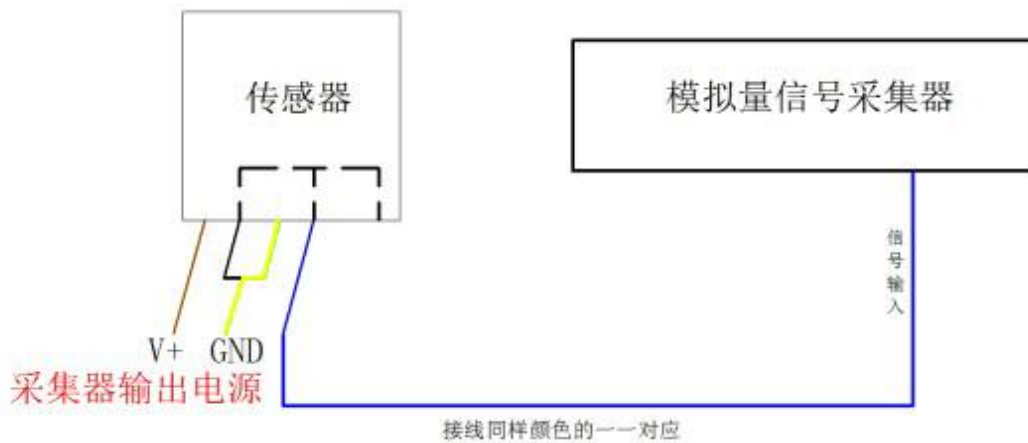 传感器
模拟量信号采集器
信号输入
V+ GND
采集器输出电源
接线同样颜色的一一对应